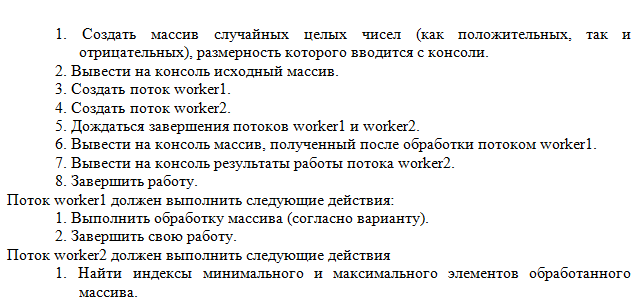 1. Создать массив случайных целых чисел (как положительных, так и
отрицательных), размерность которого вводится с консоли.
2. Вывести на консоль исходный массив.
3. Создать поток worker1.
4. Создать поток worker2.
5. Дождаться завершения потоков worker1 и worker2.
6. Вывести на консоль массив, полученный после обработки потоком worker1.
7. Вывести на консоль результаты работы потока worker2.
8. Завершить работу.
Поток worker1 должен выполнить следующие действия:
1. Выполнить обработку массива (согласно варианту).
2. Завершить свою работу.
Поток worker2 должен выполнить следующие действия
1. Найти индексы минимального и максимального элементов обработанного
массива.